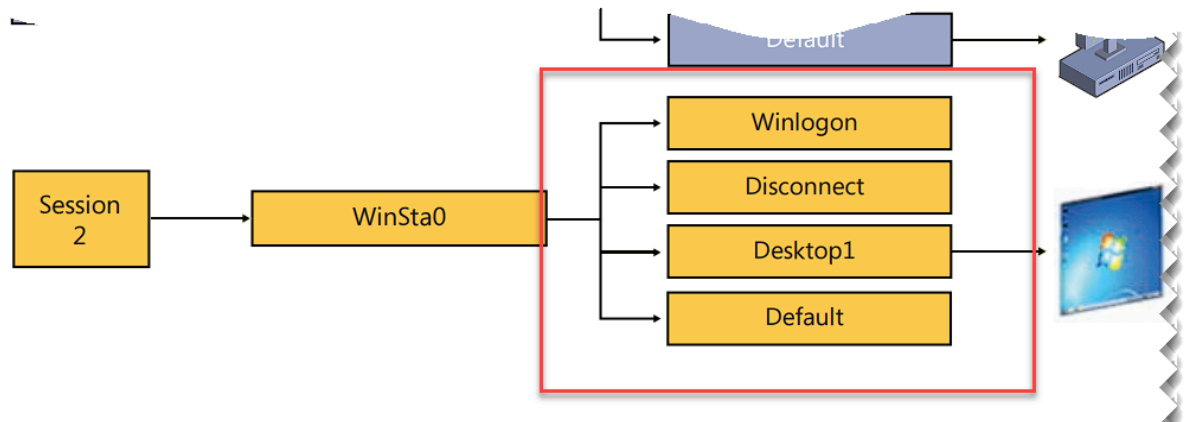 Default
Winlogon
Disconnect
Session
2
WinSta0
Desktop1
Default